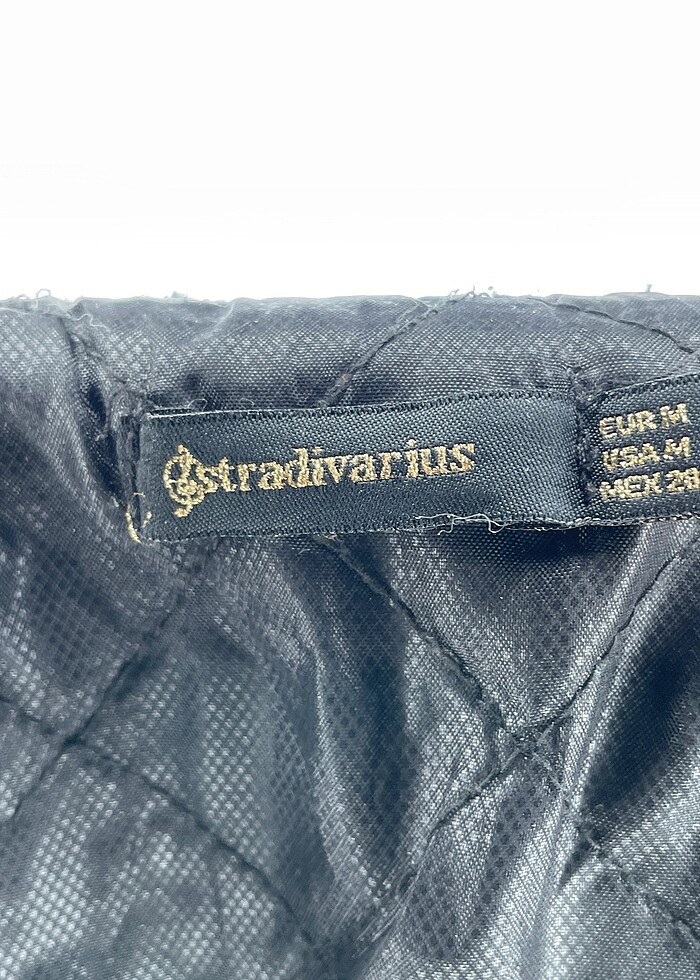 stradivarius
EUR M
USA M
MEX 28